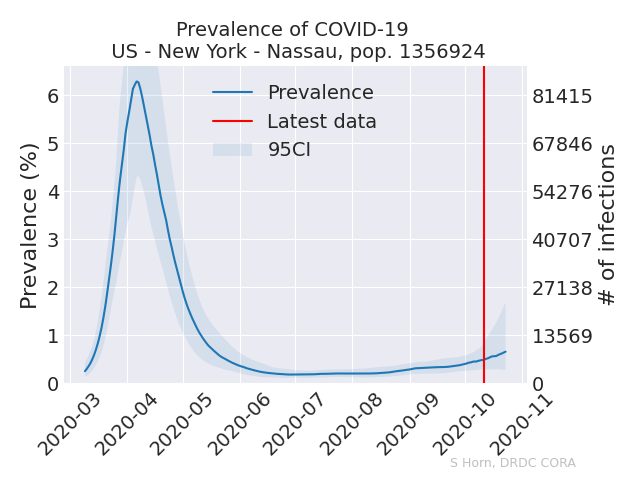 Prevalence of COVID-19
US - New York - Nassau, pop. 1356924
Prevalence
Latest data
95CI
Prevalence (%)
6
5
4
3
2
1
0
81415
67846
54276
40707
27138
13569
0
# of infections
2020-03
2020-04
2020-05
2020-06
2020-07
2020-08
2020-09
2020-10
2020-11
S Horn, DRDC CORA